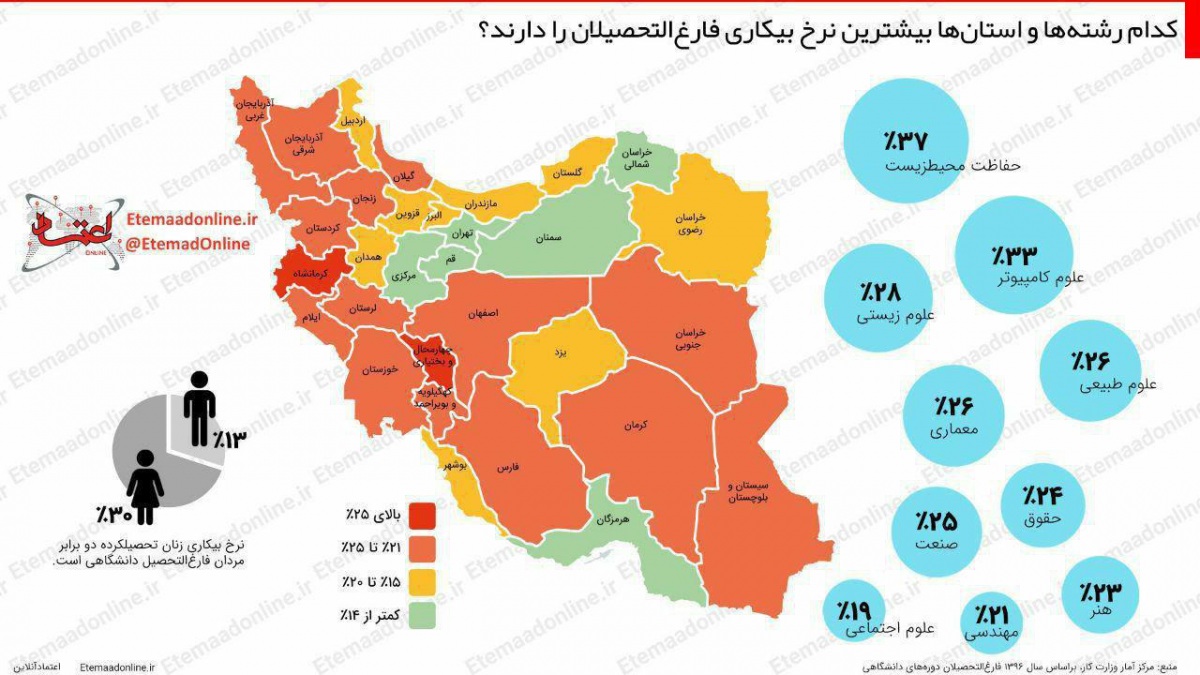 کدام رشته‌ها و استان‌ها بیشترین نرخ بیکاری فارغ‌التحصیلان را دارند؟
٪۳۷
حفاظت محیط‌زیست
٪۳۳
علوم کامپیوتر
٪۲۸
علوم زیستی
٪۲۶
علوم طبیعی
٪۲۶
معماری
٪۲۴
حقوق
٪۲۵
صنعت
٪۲۳
هنر
٪۲۱
مهندسی
٪۱۹
علوم اجتماعی
آذربایجان
غربی
آذربایجان
شرقی
اردبیل
گیلان
زنجان
کردستان
کرمانشاه
همدان
قزوین
البرز
مازندران
گلستان
خراسان
شمالی
خراسان
رضوی
سمنان
تهران
قم
مرکزی
لرستان
ایلام
خوزستان
چهارمحال
و بختیاری
کهگیلویه
و بویراحمد
اصفهان
یزد
خراسان
جنوبی
کرمان
فارس
بوشهر
هرمزگان
سیستان و
بلوچستان
بالای ۲۵٪
۲۱٪ تا ۲۵٪
۱۵٪ تا ۲۰٪
کمتر از ۱۴٪
اعتماد
ONLINE
Etemaadonline.ir
@EtemadOnline
٪۱۳
٪۳۰
نرخ بیکاری زنان تحصیلکرده دو برابر
مردان فارغ‌التحصیل دانشگاهی است.
منبع: مرکز آمار وزارت کار، براساس سال ۱۳۹۶ فارغ‌التحصیلان دوره‌های دانشگاهی
Etemaadonline.ir
اعتمادآنلاین